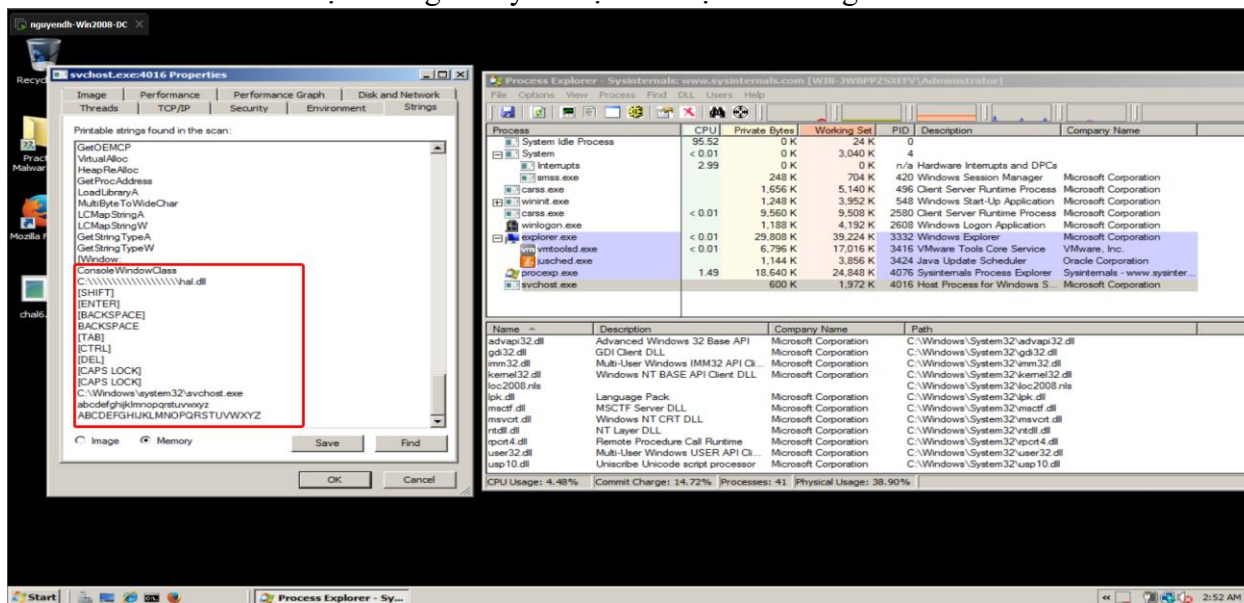 nguyendh-Win2008-DC
svchost.exe:4016 Properties
Image Performance Performance Graph Disk and Network
Threads TCP/IP Security Environment Strings
Printable strings found in the scan:
GetOEMCP
VirtualAlloc
HeapReAlloc
GetProcAddress
LoadLibraryA
MultiByteToWideChar
LCMapStringA
LCMapStringW
GetStringTypeA
GetStringTypeW
[Window:
ConsoleWindowClass
[SHIFT]
[ENTER]
[BACKSPACE]
BACKSPACE
[TAB]
[CTRL]
[DEL]
[CAPS LOCK]
[CAPS LOCK]
C:\Windows\system32\svchost.exe
abcdefghijklmnopqrstuvwxyz
ABCDEFGHIJKLMNOPQRSTUVWXYZ
Image Memory Save Find
OK Cancel
Process Explorer - Sysinternals: www.sysinternals.com [WIN-JWBPPZSXEFV\Administrator]
File Options View Process Find DLL Users Help
Process CPU Private Bytes Working Set PID Description Company Name
System Idle Process 95.52 0 K 24 K 0
System < 0.01 0 K 3,040 K 4
Interrupts 2.99 0 K 0 K n/a Hardware Interrupts and DPCs
smss.exe 248 K 704 K 420 Windows Session Manager Microsoft Corporation
csrss.exe 1,656 K 5,140 K 496 Client Server Runtime Process Microsoft Corporation
wininit.exe 1,248 K 3,952 K 548 Windows Start-Up Application Microsoft Corporation
csrss.exe < 0.01 9,560 K 9,508 K 2580 Client Server Runtime Process Microsoft Corporation
winlogon.exe 1,188 K 4,192 K 2608 Windows Logon Application Microsoft Corporation
explorer.exe < 0.01 29,808 K 39,224 K 3332 Windows Explorer Microsoft Corporation
vmtoolsd.exe < 0.01 6,796 K 17,016 K 3416 VMware Tools Core Service VMware, Inc.
jusched.exe 1,144 K 3,856 K 3424 Java Update Scheduler Oracle Corporation
procexp.exe 1.49 18,640 K 24,848 K 4076 Sysinternals Process Explorer Sysinternals - www.sysinter...
svchost.exe 600 K 1,972 K 4016 Host Process for Windows S... Microsoft Corporation
Name Description Company Name Path
advapi32.dll Advanced Windows 32 Base API Microsoft Corporation C:\Windows\System32\advapi32.dll
gdi32.dll GDI Client DLL Microsoft Corporation C:\Windows\System32\gdi32.dll
imm32.dll Multi-User Windows IMM32 API Cli... Microsoft Corporation C:\Windows\System32\imm32.dll
kernel32.dll Windows NT BASE API Client DLL Microsoft Corporation C:\Windows\System32\kernel32.dll
loc2008.nls C:\Windows\System32\loc2008.nls
lpk.dll Language Pack Microsoft Corporation C:\Windows\System32\lpk.dll
msctf.dll MSCTF Server DLL Microsoft Corporation C:\Windows\System32\msctf.dll
msvcrt.dll Windows NT CRT DLL Microsoft Corporation C:\Windows\System32\msvcrt.dll
ntdll.dll NT Layer DLL Microsoft Corporation C:\Windows\System32\ntdll.dll
rpcrt4.dll Remote Procedure Call Runtime Microsoft Corporation C:\Windows\System32\rpcrt4.dll
user32.dll Multi-User Windows USER API Cli... Microsoft Corporation C:\Windows\System32\user32.dll
usp10.dll Uniscribe Unicode script processor Microsoft Corporation C:\Windows\System32\usp10.dll
CPU Usage: 4.48% Commit Charge: 14.72% Processes: 41 Physical Usage: 38.90%
Start Process Explorer - Sy... 2:52 AM